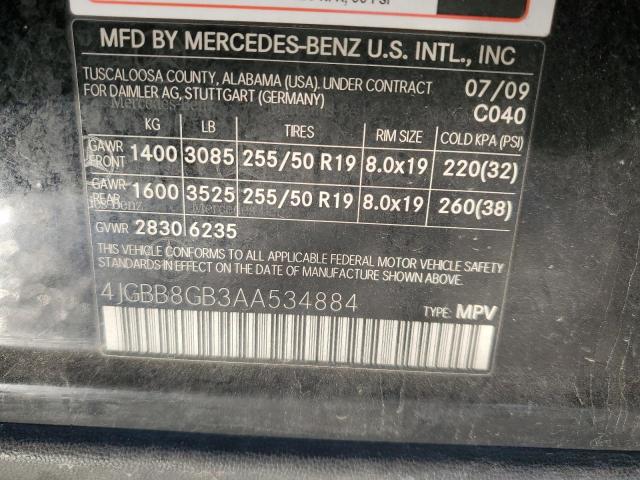 MFD BY MERCEDES-BENZ U.S. INTL., INC
TUSCALOOSA COUNTY, ALABAMA (USA). UNDER CONTRACT 07/09
FOR DAIMLER AG, STUTTGART (GERMANY) C040
KG LB TIRES RIM SIZE COLD KPA (PSI)
GAWR FRONT 1400 3085 255/50 R19 8.0x19 220(32)
GAWR REAR 1600 3525 255/50 R19 8.0x19 260(38)
GVWR 2830 6235
THIS VEHICLE CONFORMS TO ALL APPLICABLE FEDERAL MOTOR VEHICLE SAFETY
STANDARDS IN EFFECT ON THE DATE OF MANUFACTURE SHOWN ABOVE.
4JGBB8GB3AA534884
TYPE: MPV